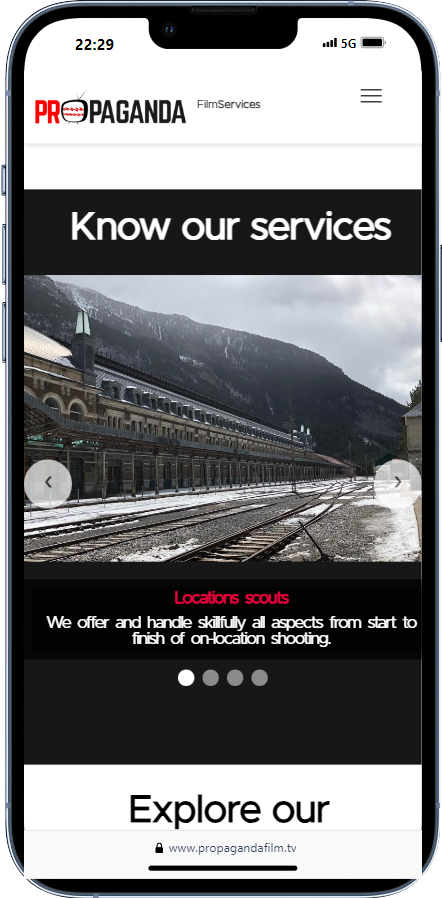 22:29
5G
PROPAGANDA FilmServices
Know our services
Locations scouts
We offer and handle skillfully all aspects from start to
finish of on-location shooting.
Explore our
www.propagandafilm.tv